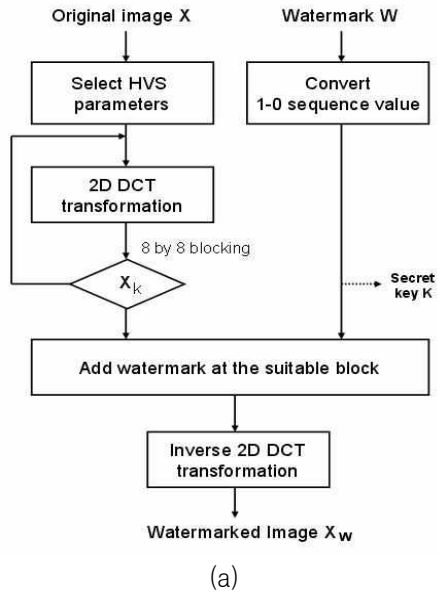 Original image X
Watermark W
Select HVS
parameters
Convert
1-0 sequence value
2D DCT
transformation
8 by 8 blocking
Xk
Secret
key K
Add watermark at the suitable block
Inverse 2D DCT
transformation
Watermarked Image Xw
(a)